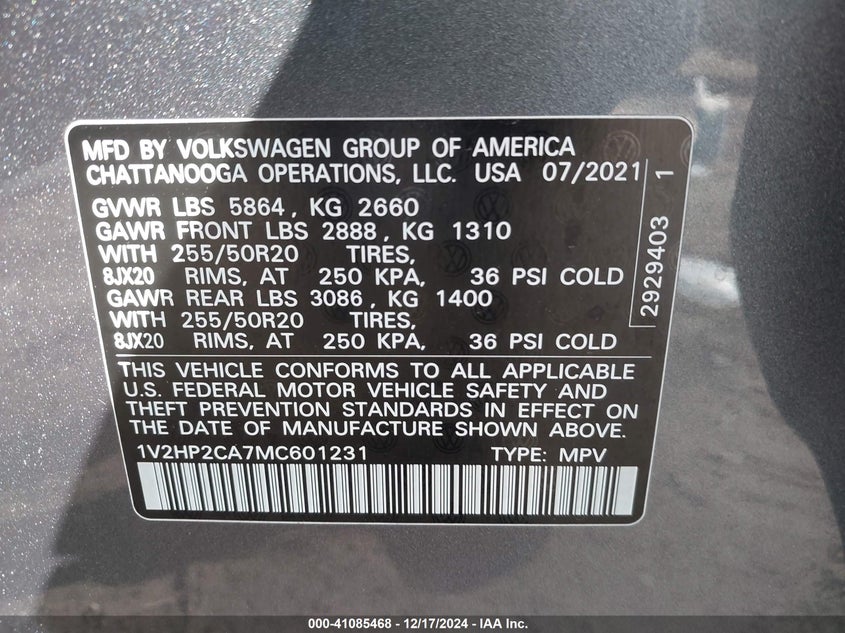 MFD BY VOLKSWAGEN GROUP OF AMERICA
CHATTANOOGA OPERATIONS, LLC. USA 07/2021
GVWR LBS 5864, KG 2660
GAWR FRONT LBS 2888, KG 1310
WITH 255/50R20 TIRES,
8JX20 RIMS, AT 250 KPA, 36 PSI COLD
GAWR REAR LBS 3086, KG 1400
WITH 255/50R20 TIRES,
8JX20 RIMS, AT 250 KPA, 36 PSI COLD
2929403 1
THIS VEHICLE CONFORMS TO ALL APPLICABLE
U.S. FEDERAL MOTOR VEHICLE SAFETY AND
THEFT PREVENTION STANDARDS IN EFFECT ON
THE DATE OF MANUFACTURE SHOWN ABOVE.
1V2HP2CA7MC601231 TYPE: MPV
000-41085468 - 12/17/2024 - IAA Inc.